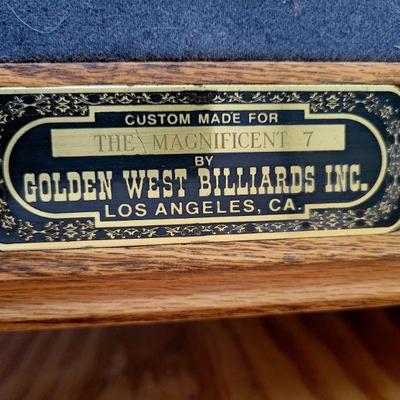 CUSTOM MADE FOR
THE MAGNIFICENT 7
BY
GOLDEN WEST BILLIARDS INC.
LOS ANGELES, CA.